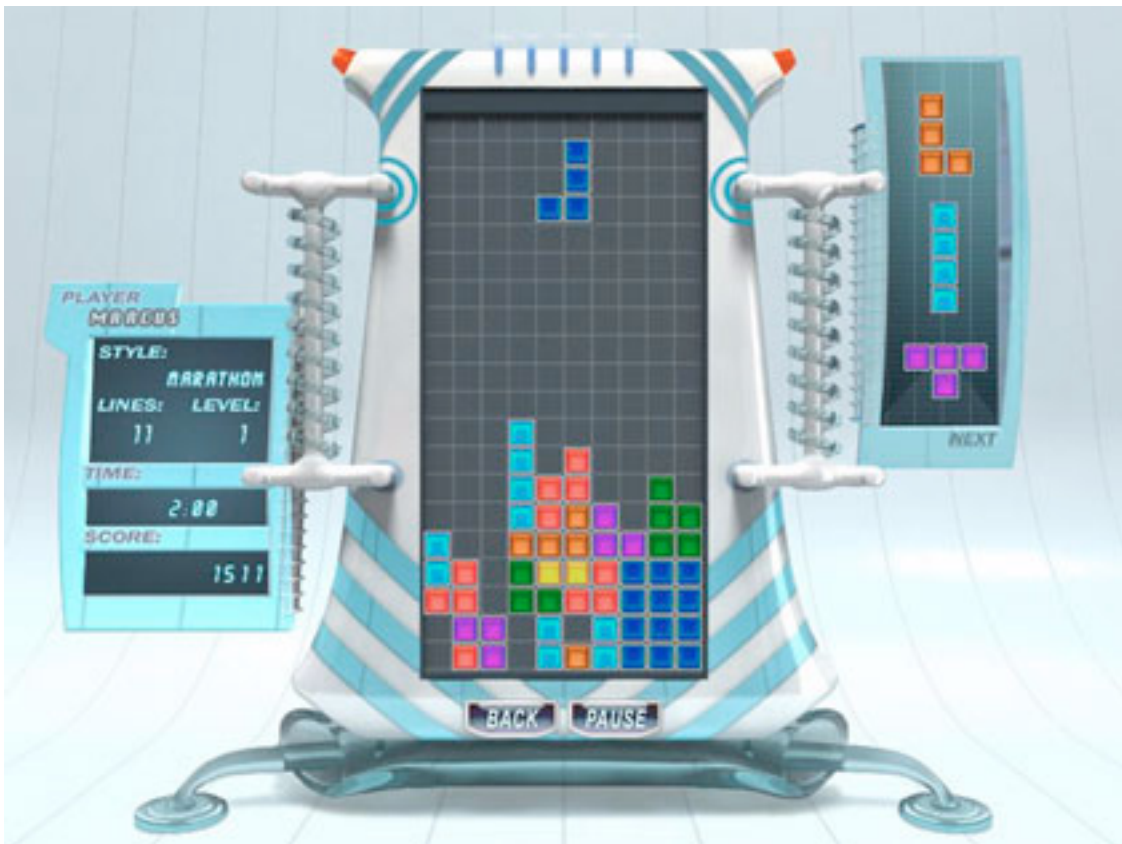 PLAYER
MARCUS
STYLE:
MARATHON
LINES: LEVEL:
11 1
TIME:
2:00
SCORE:
1511
NEXT
BACK PAUSE